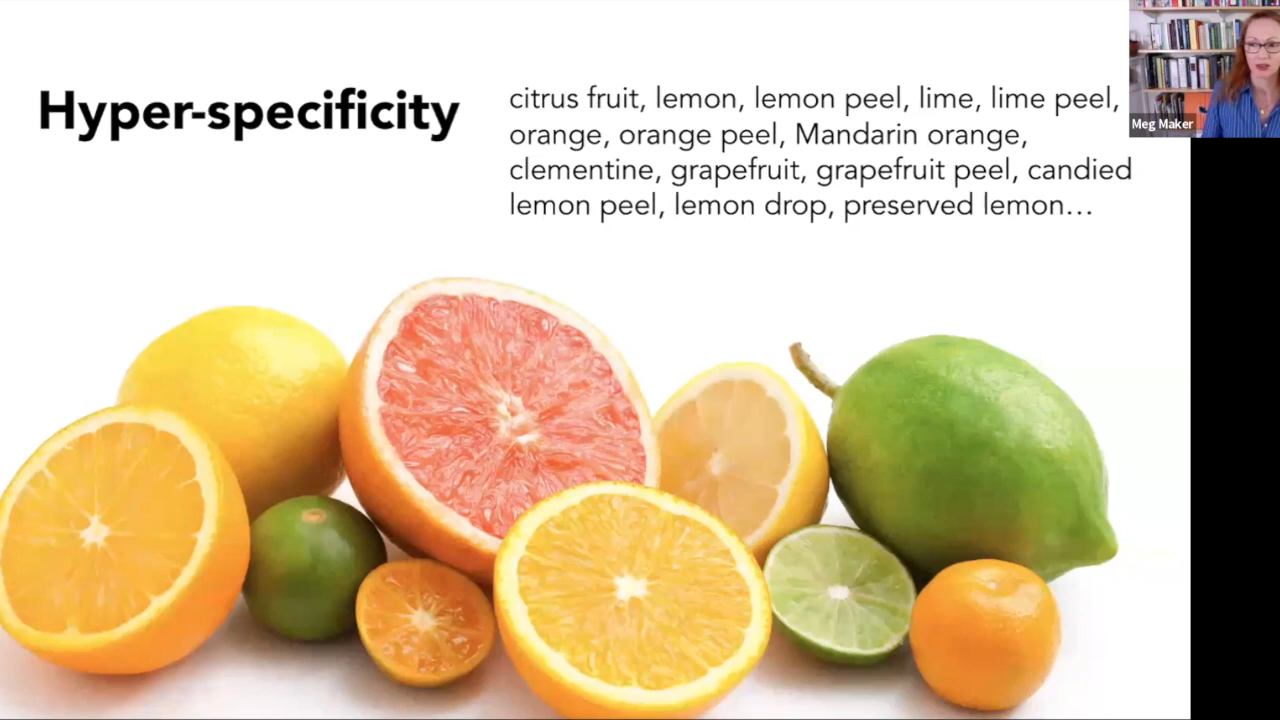 Hyper-specificity
citrus fruit, lemon, lemon peel, lime, lime peel,
orange, orange peel, Mandarin orange,
clementine, grapefruit, grapefruit peel, candied
lemon peel, lemon drop, preserved lemon…
Meg Maker